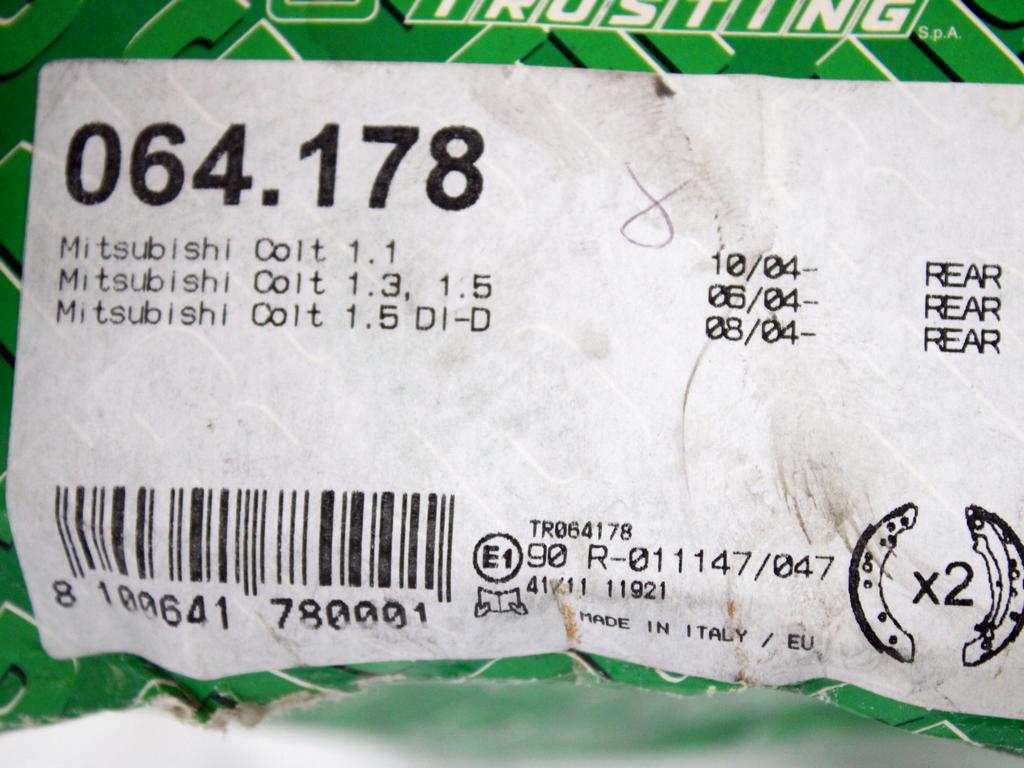 TRUSTING
S.p.A.
064.178
Mitsubishi Colt 1.1 10/04- REAR
Mitsubishi Colt 1.3, 1.5 06/04- REAR
Mitsubishi Colt 1.5 DI-D 08/04- REAR
TR064178
E1 90 R-011147/047
41/11 11921
x2
8 100641 780001
MADE IN ITALY / EU